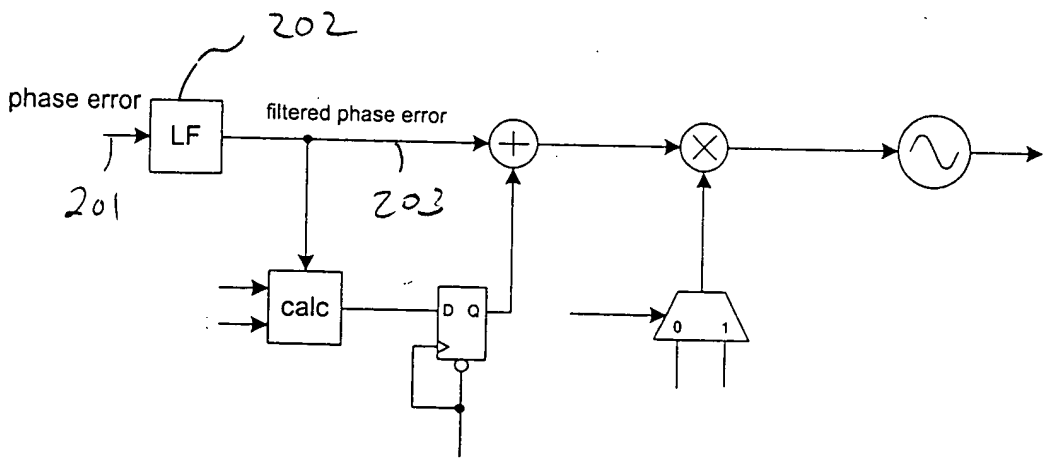 202
phase error
LF
filtered phase error
201
203
calc
D Q
0 1